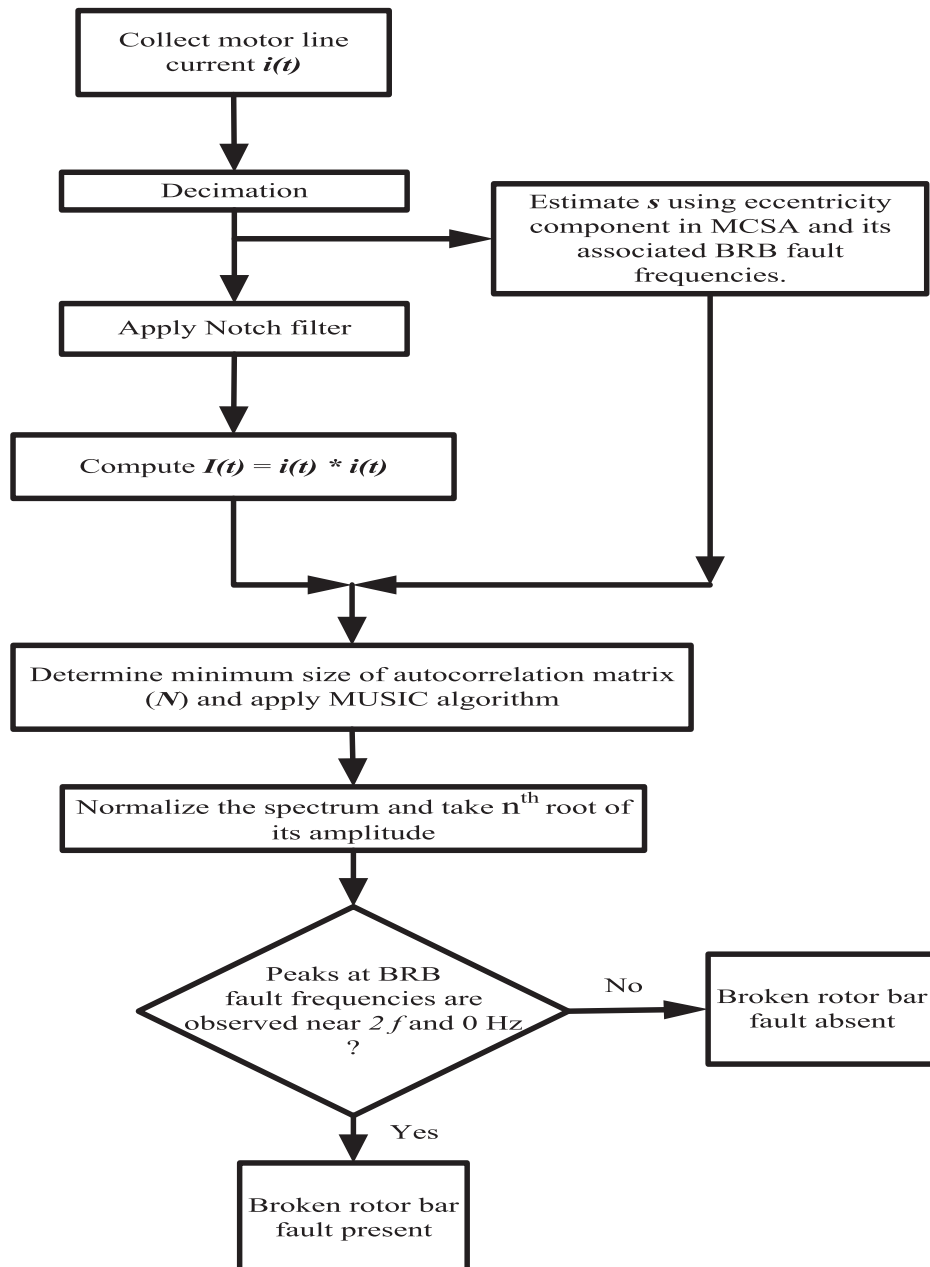 Collect motor line
current i(t)
Decimation
Estimate s using eccentricity
component in MCSA and its
associated BRB fault
frequencies.
Apply Notch filter
Compute I(t) = i(t) * i(t)
Determine minimum size of autocorrelation matrix
(N) and apply MUSIC algorithm
Normalize the spectrum and take nth root of
its amplitude
Peaks at BRB
fault frequencies are
observed near 2 f and 0 Hz
?
No
Broken rotor bar
fault absent
Yes
Broken rotor bar
fault present